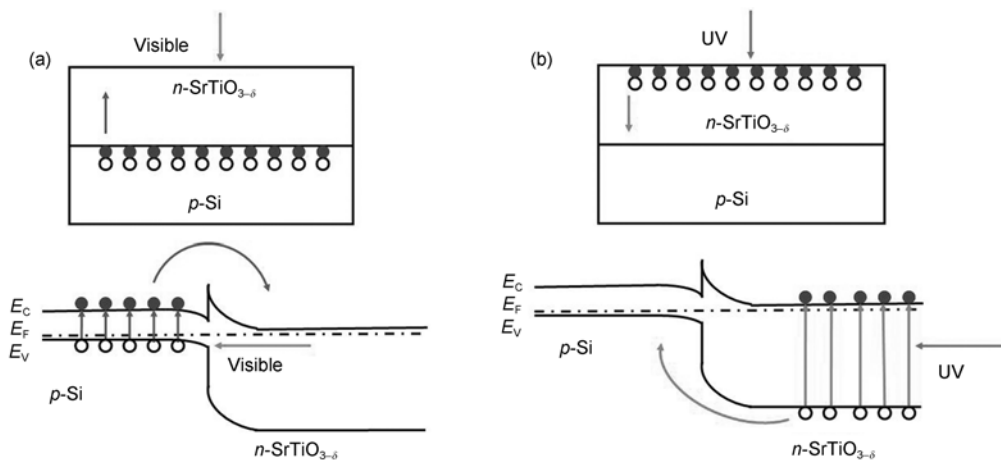 (a)
Visible
n-SrTiO3−δ
p-Si
EC
EF
EV
Visible
p-Si
n-SrTiO3−δ
(b)
UV
n-SrTiO3−δ
p-Si
EC
EF
EV
p-Si
UV
n-SrTiO3−δ